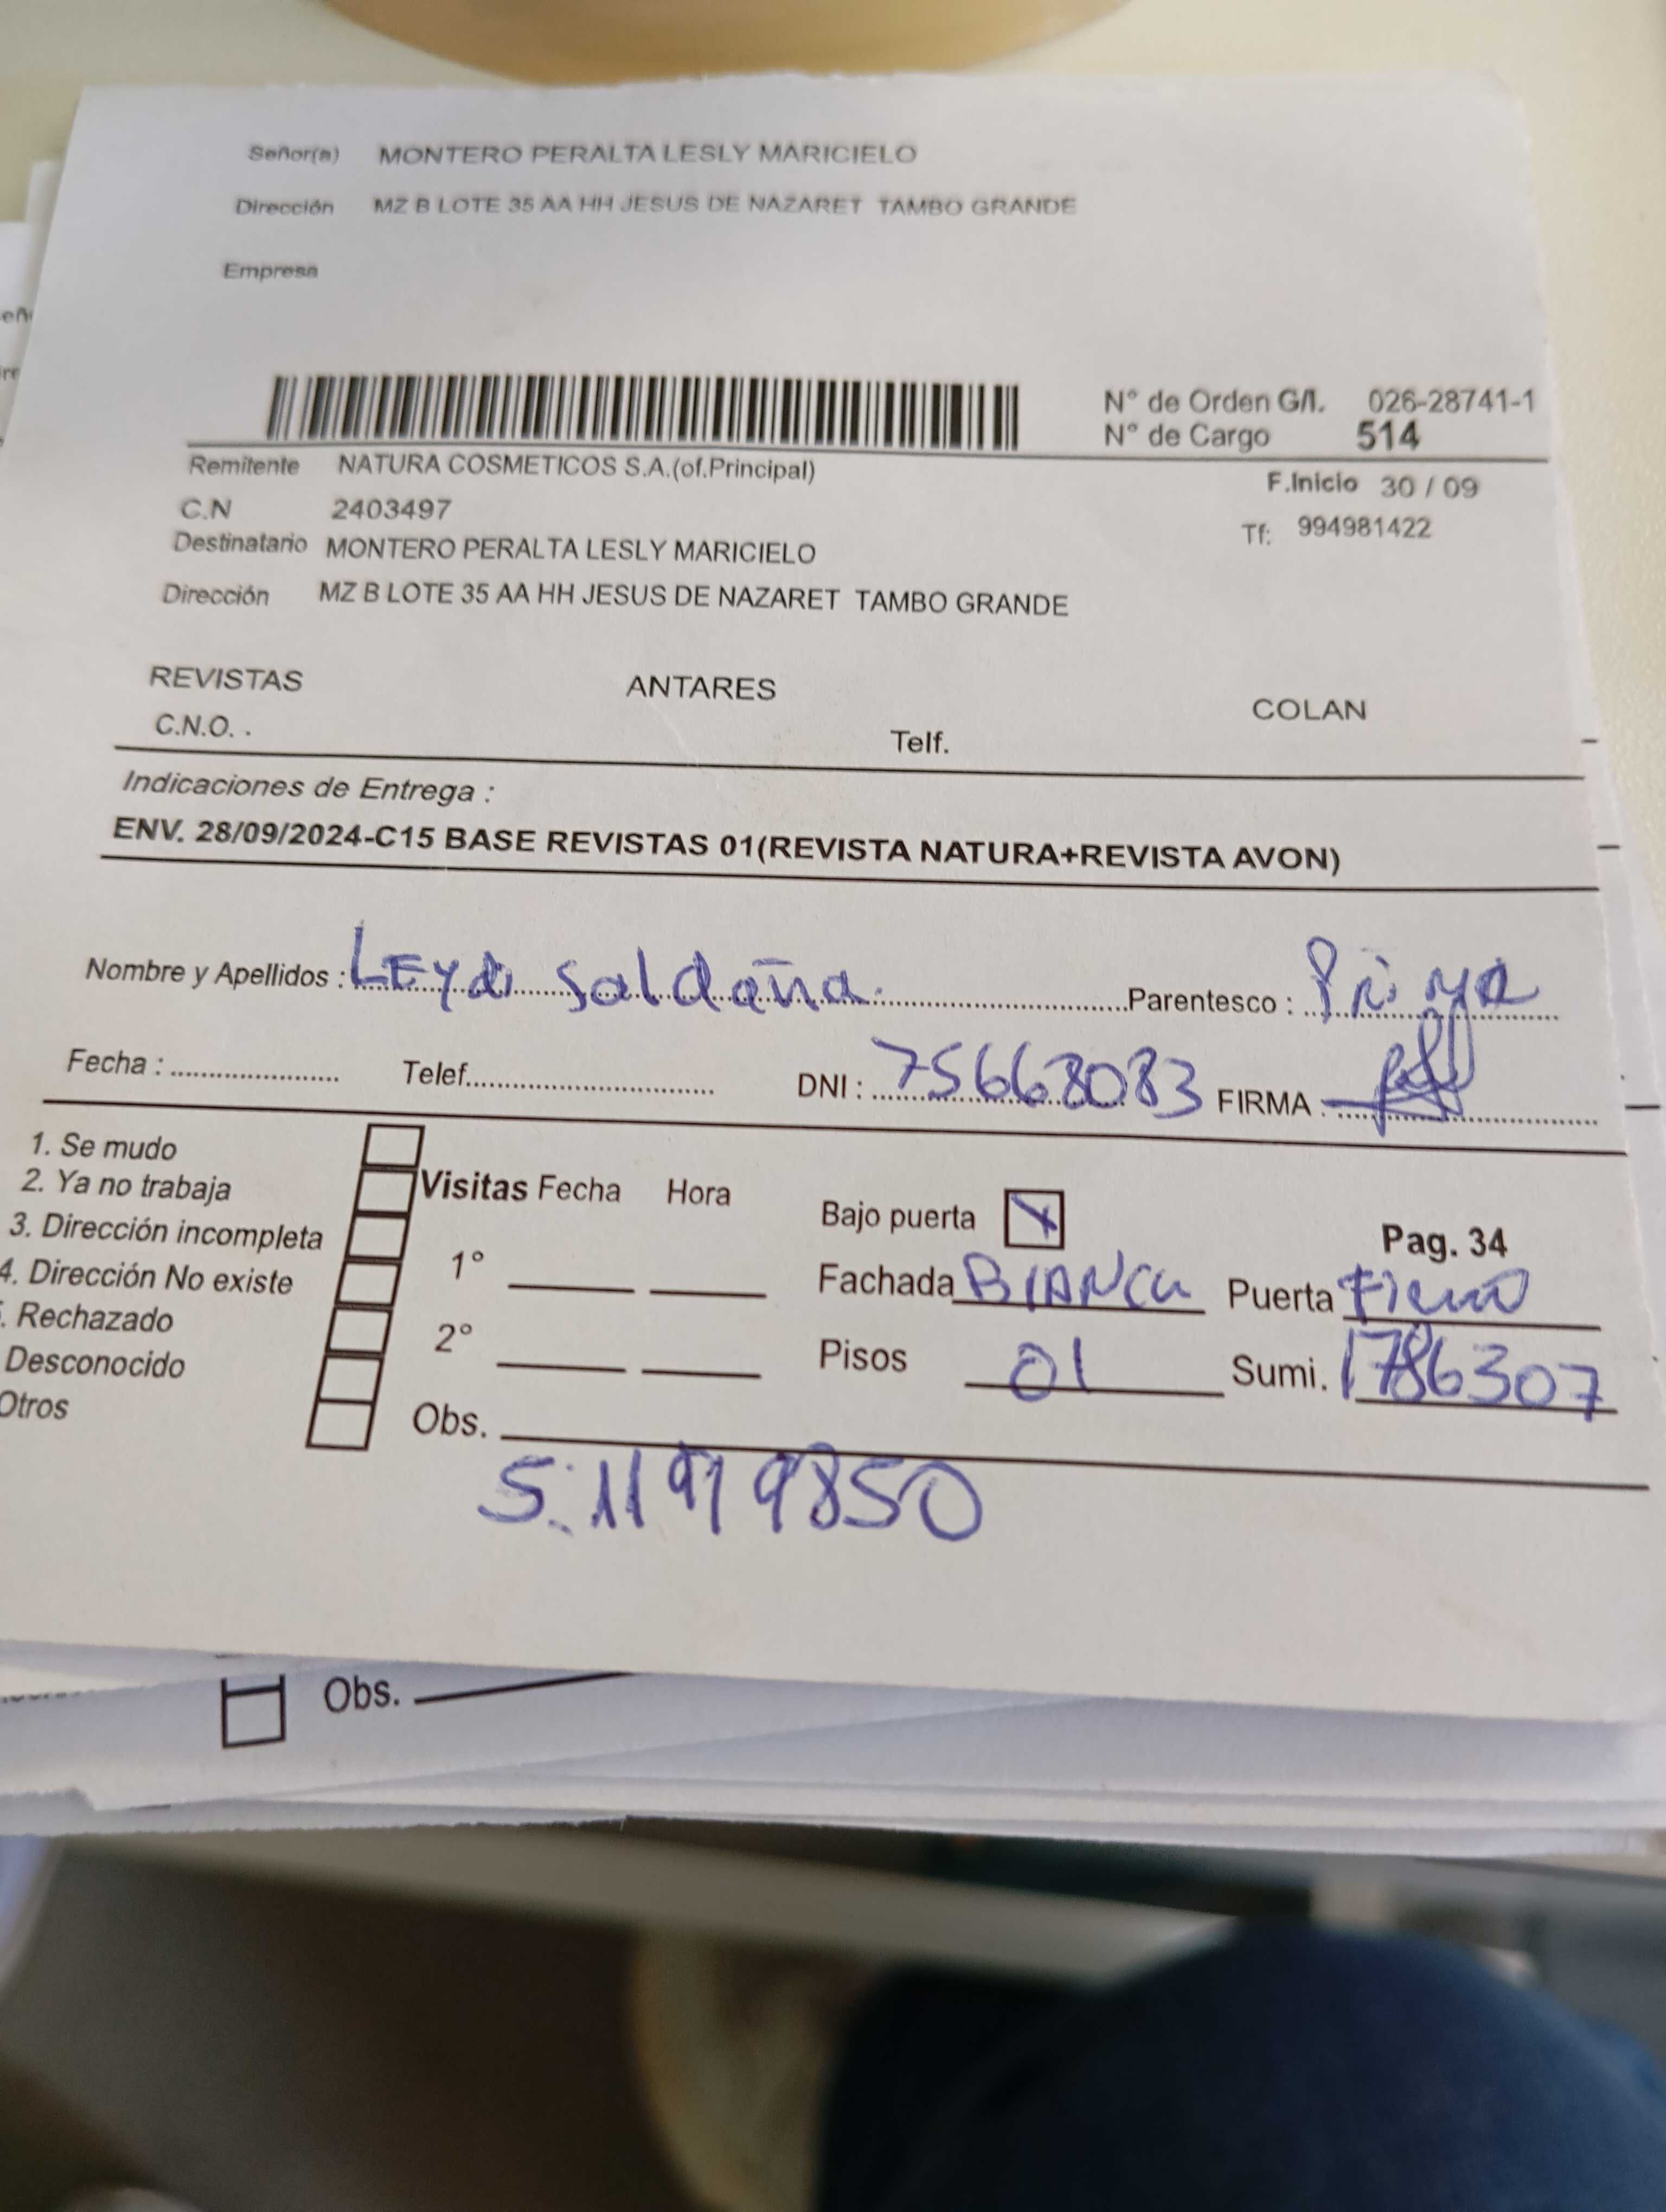 Señor(a) MONTERO PERALTA LESLY MARICIELO
Dirección MZ B LOTE 35 AA HH JESUS DE NAZARET TAMBO GRANDE
Empresa
N° de Orden G/I. 026-28741-1
N° de Cargo 514
Remitente NATURA COSMETICOS S.A.(of.Principal)
F.Inicio 30 / 09
C.N 2403497
Tf: 994981422
Destinatario MONTERO PERALTA LESLY MARICIELO
Dirección MZ B LOTE 35 AA HH JESUS DE NAZARET TAMBO GRANDE
REVISTAS ANTARES COLAN
C.N.O. . Telf.
Indicaciones de Entrega :
ENV. 28/09/2024-C15 BASE REVISTAS 01(REVISTA NATURA+REVISTA AVON)
Nombre y Apellidos : LEydi Saldaña. Parentesco : Prima
Fecha : Telef. DNI : 75668083 FIRMA :
1. Se mudo
2. Ya no trabaja
3. Dirección incompleta
4. Dirección No existe
. Rechazado
Desconocido
Otros
Visitas Fecha Hora
1°
2°
Obs.
Bajo puerta X
Pag. 34
Fachada BlANCa Puerta Fierro
Pisos 01 Sumi. 1786307
S: 11919850
Obs.